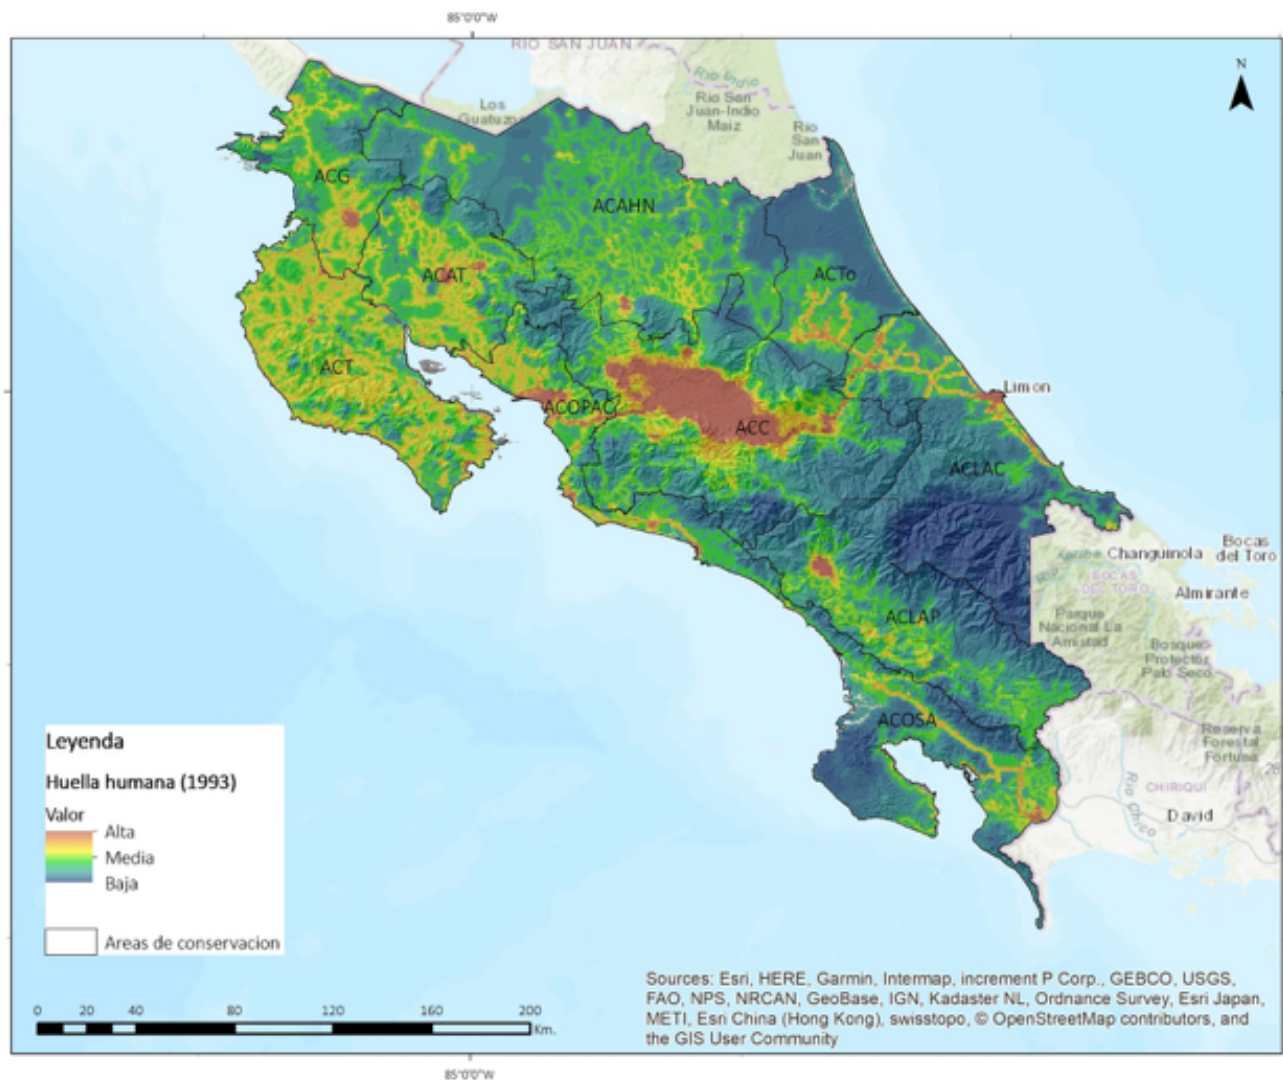 85°0'0"W
RIO SAN JUAN
N
Rio Indio
Los
Guatuzo
Rio San
Juan-Indio
Maiz
Rio
San
Juan
ACG
ACAHN
ACAT
ACTo
ACT
Limon
ACOPAC
ACC
ACLAC
Changuinola
Bocas
del Toro
BOCAS
DEL TORO
Almirante
Parque
Nacional La
Amistad
ACLAP
Bosque
Protector
Palo Seco
ACOSA
Reserva
Forestal
Fortuna
CHIRIQUI
Rio Chico
David
Leyenda
Huella humana (1993)
Valor
Alta
Media
Baja
Areas de conservacion
0 20 40 80 120 160 200
Km.
Sources: Esri, HERE, Garmin, Intermap, increment P Corp., GEBCO, USGS,
FAO, NPS, NRCAN, GeoBase, IGN, Kadaster NL, Ordnance Survey, Esri Japan,
METI, Esri China (Hong Kong), swisstopo, © OpenStreetMap contributors, and
the GIS User Community
85°0'0"W